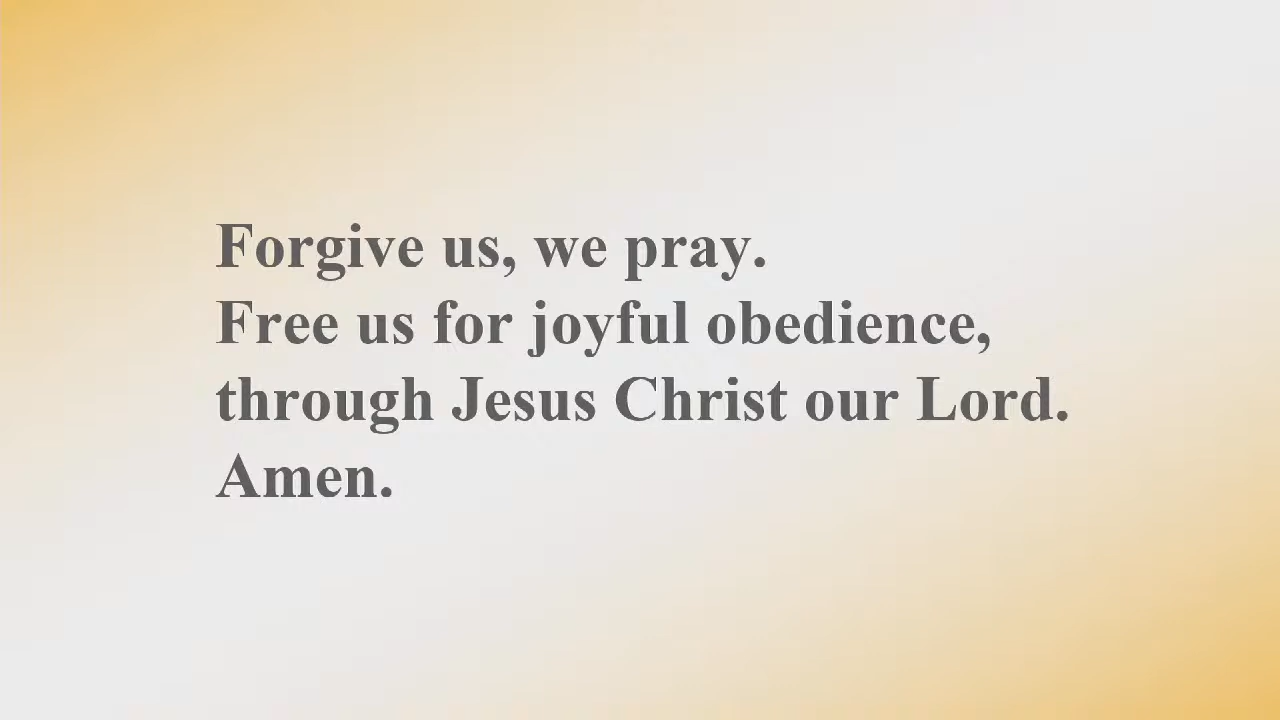 Forgive us, we pray.
Free us for joyful obedience,
through Jesus Christ our Lord.
Amen.